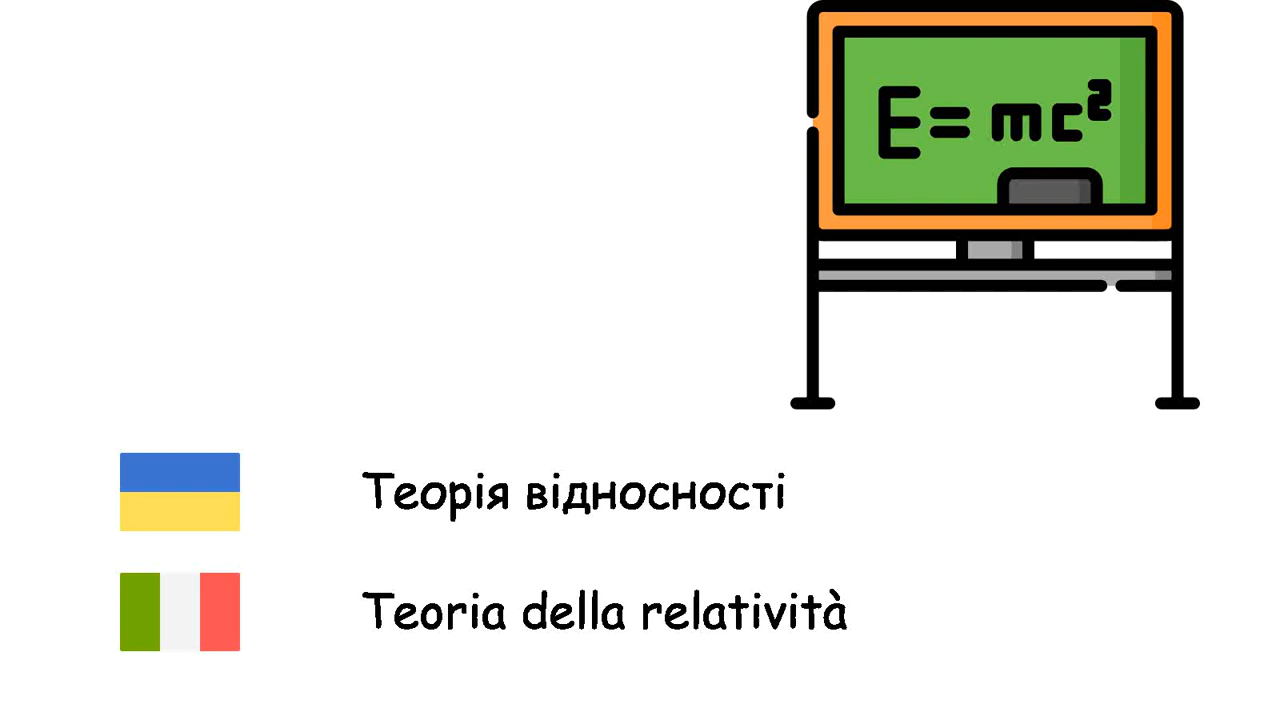 E = mc²
Теорія відносності
Teoria della relatività